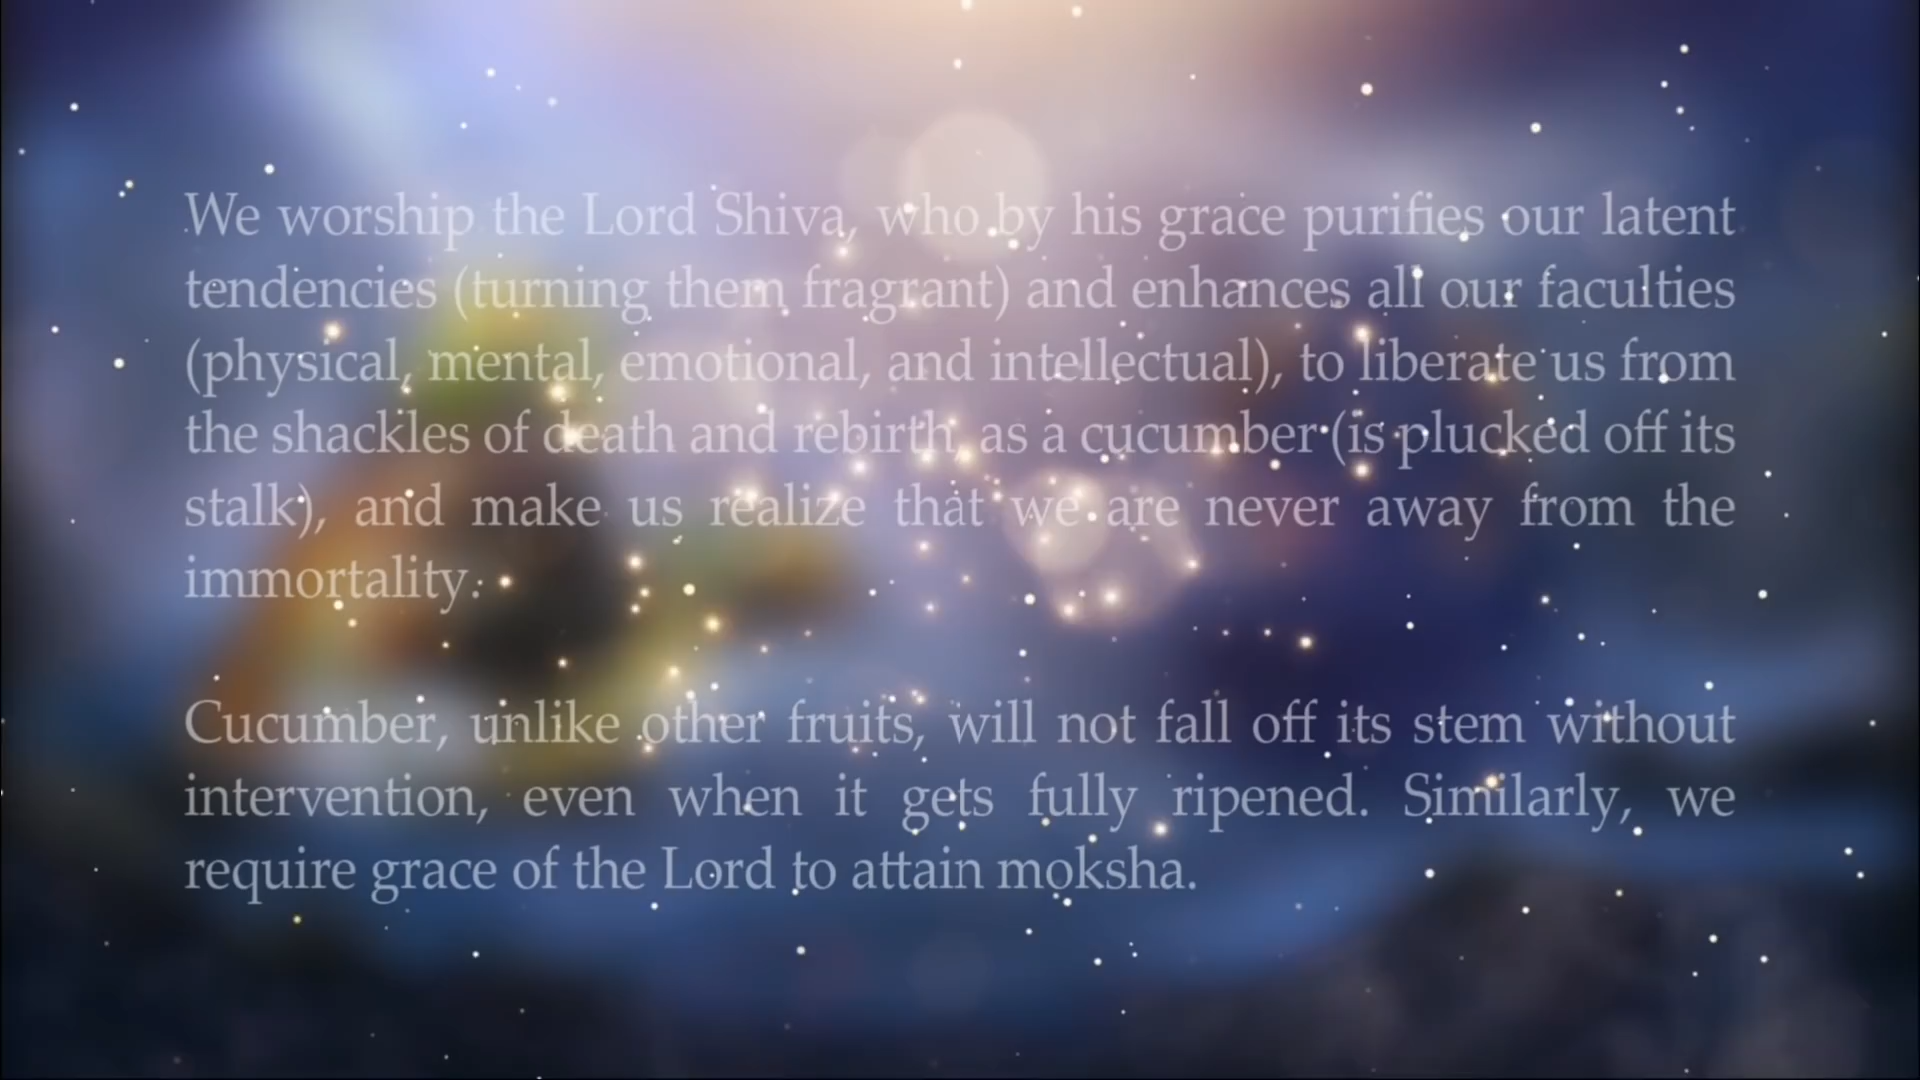 We worship the Lord Shiva, who by his grace purifies our latent
tendencies (turning them fragrant) and enhances all our faculties
(physical, mental, emotional, and intellectual), to liberate us from
the shackles of death and rebirth, as a cucumber (is plucked off its
stalk), and make us realize that we are never away from the
immortality.
Cucumber, unlike other fruits, will not fall off its stem without
intervention, even when it gets fully ripened. Similarly, we
require grace of the Lord to attain moksha.